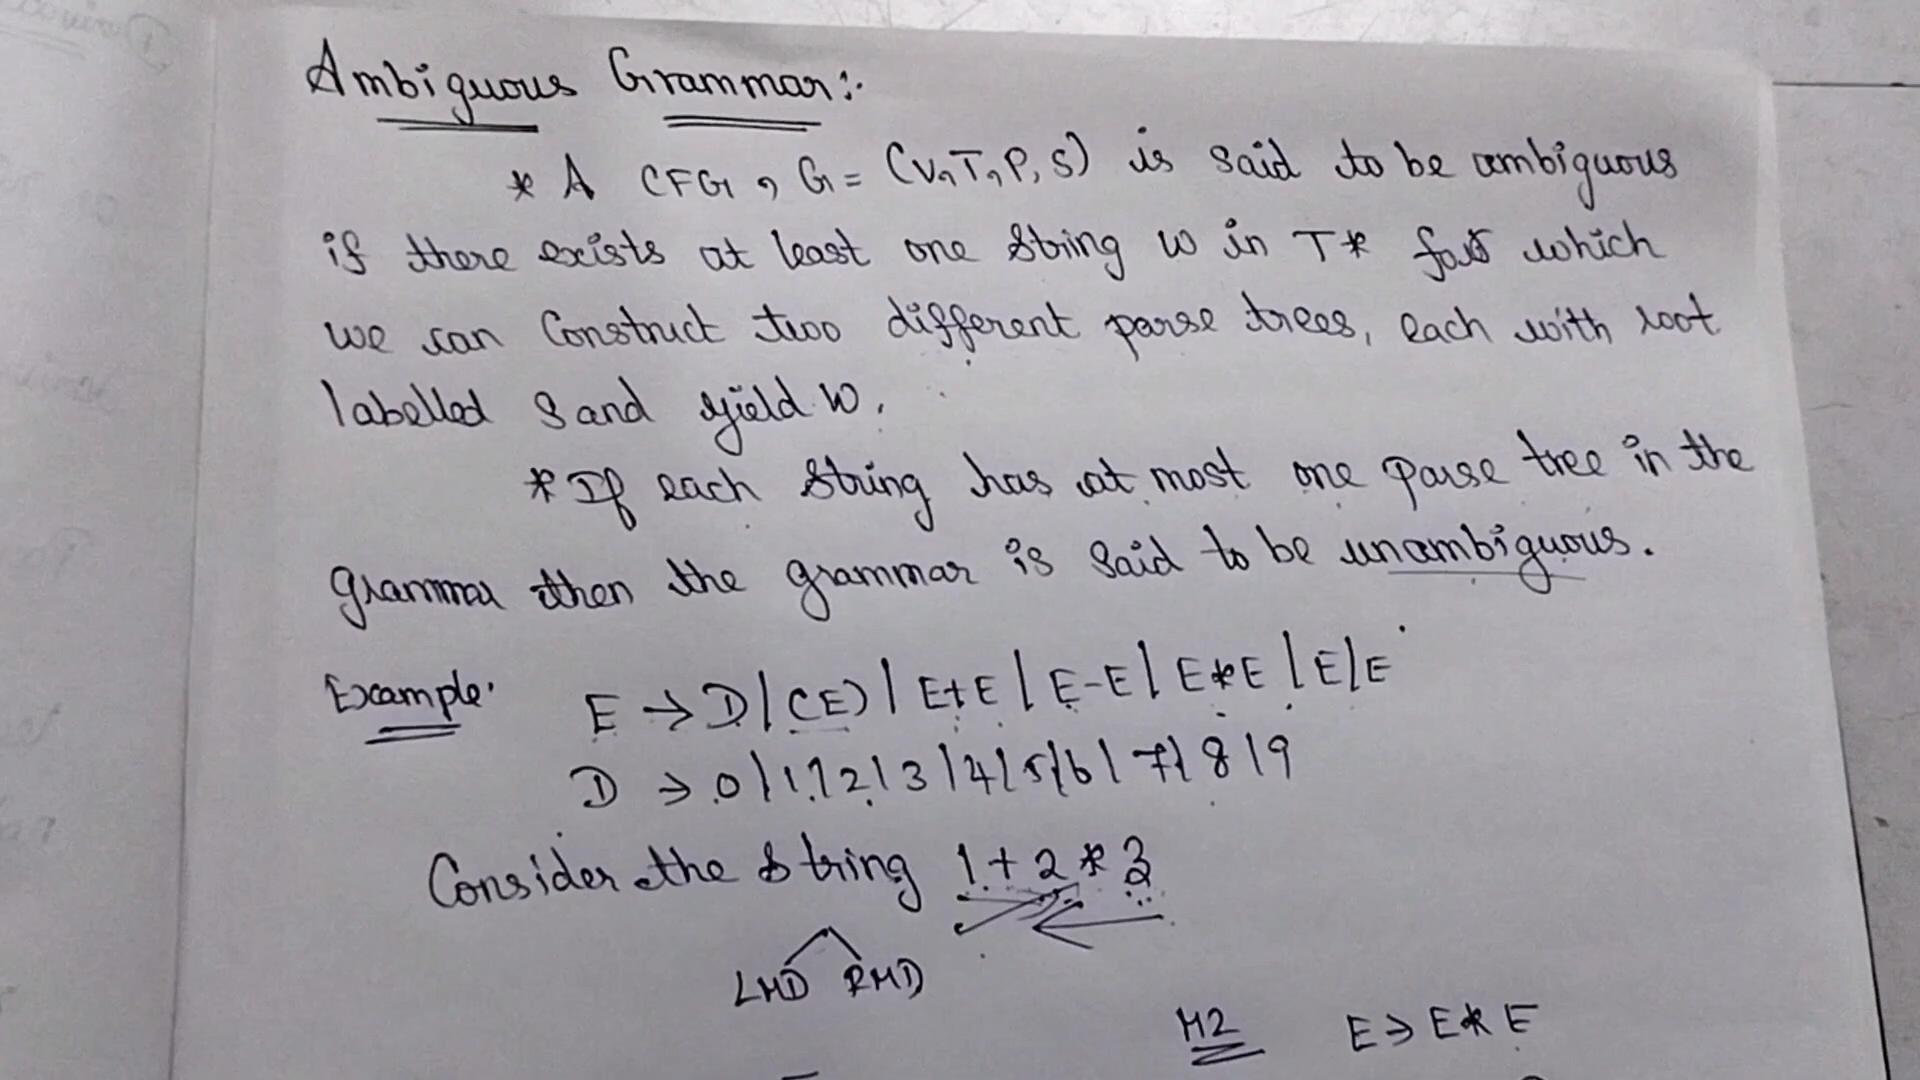 Ambiguous Grammar:-
* A CFG, G = (V, T, P, S) is said to be ambiguous
if there exists at least one string w in T* for which
we can Construct two different parse trees, each with root
labelled S and yield w.
* If each string has at most one parse tree in the
grammar then the grammar is said to be unambiguous.
Example: E → D | (E) | E+E | E-E | E*E | E/E
D → 0|1|2|3|4|5|6|7|8|9
Consider the string 1+2*3
LMD RMD
M2 E → E * E